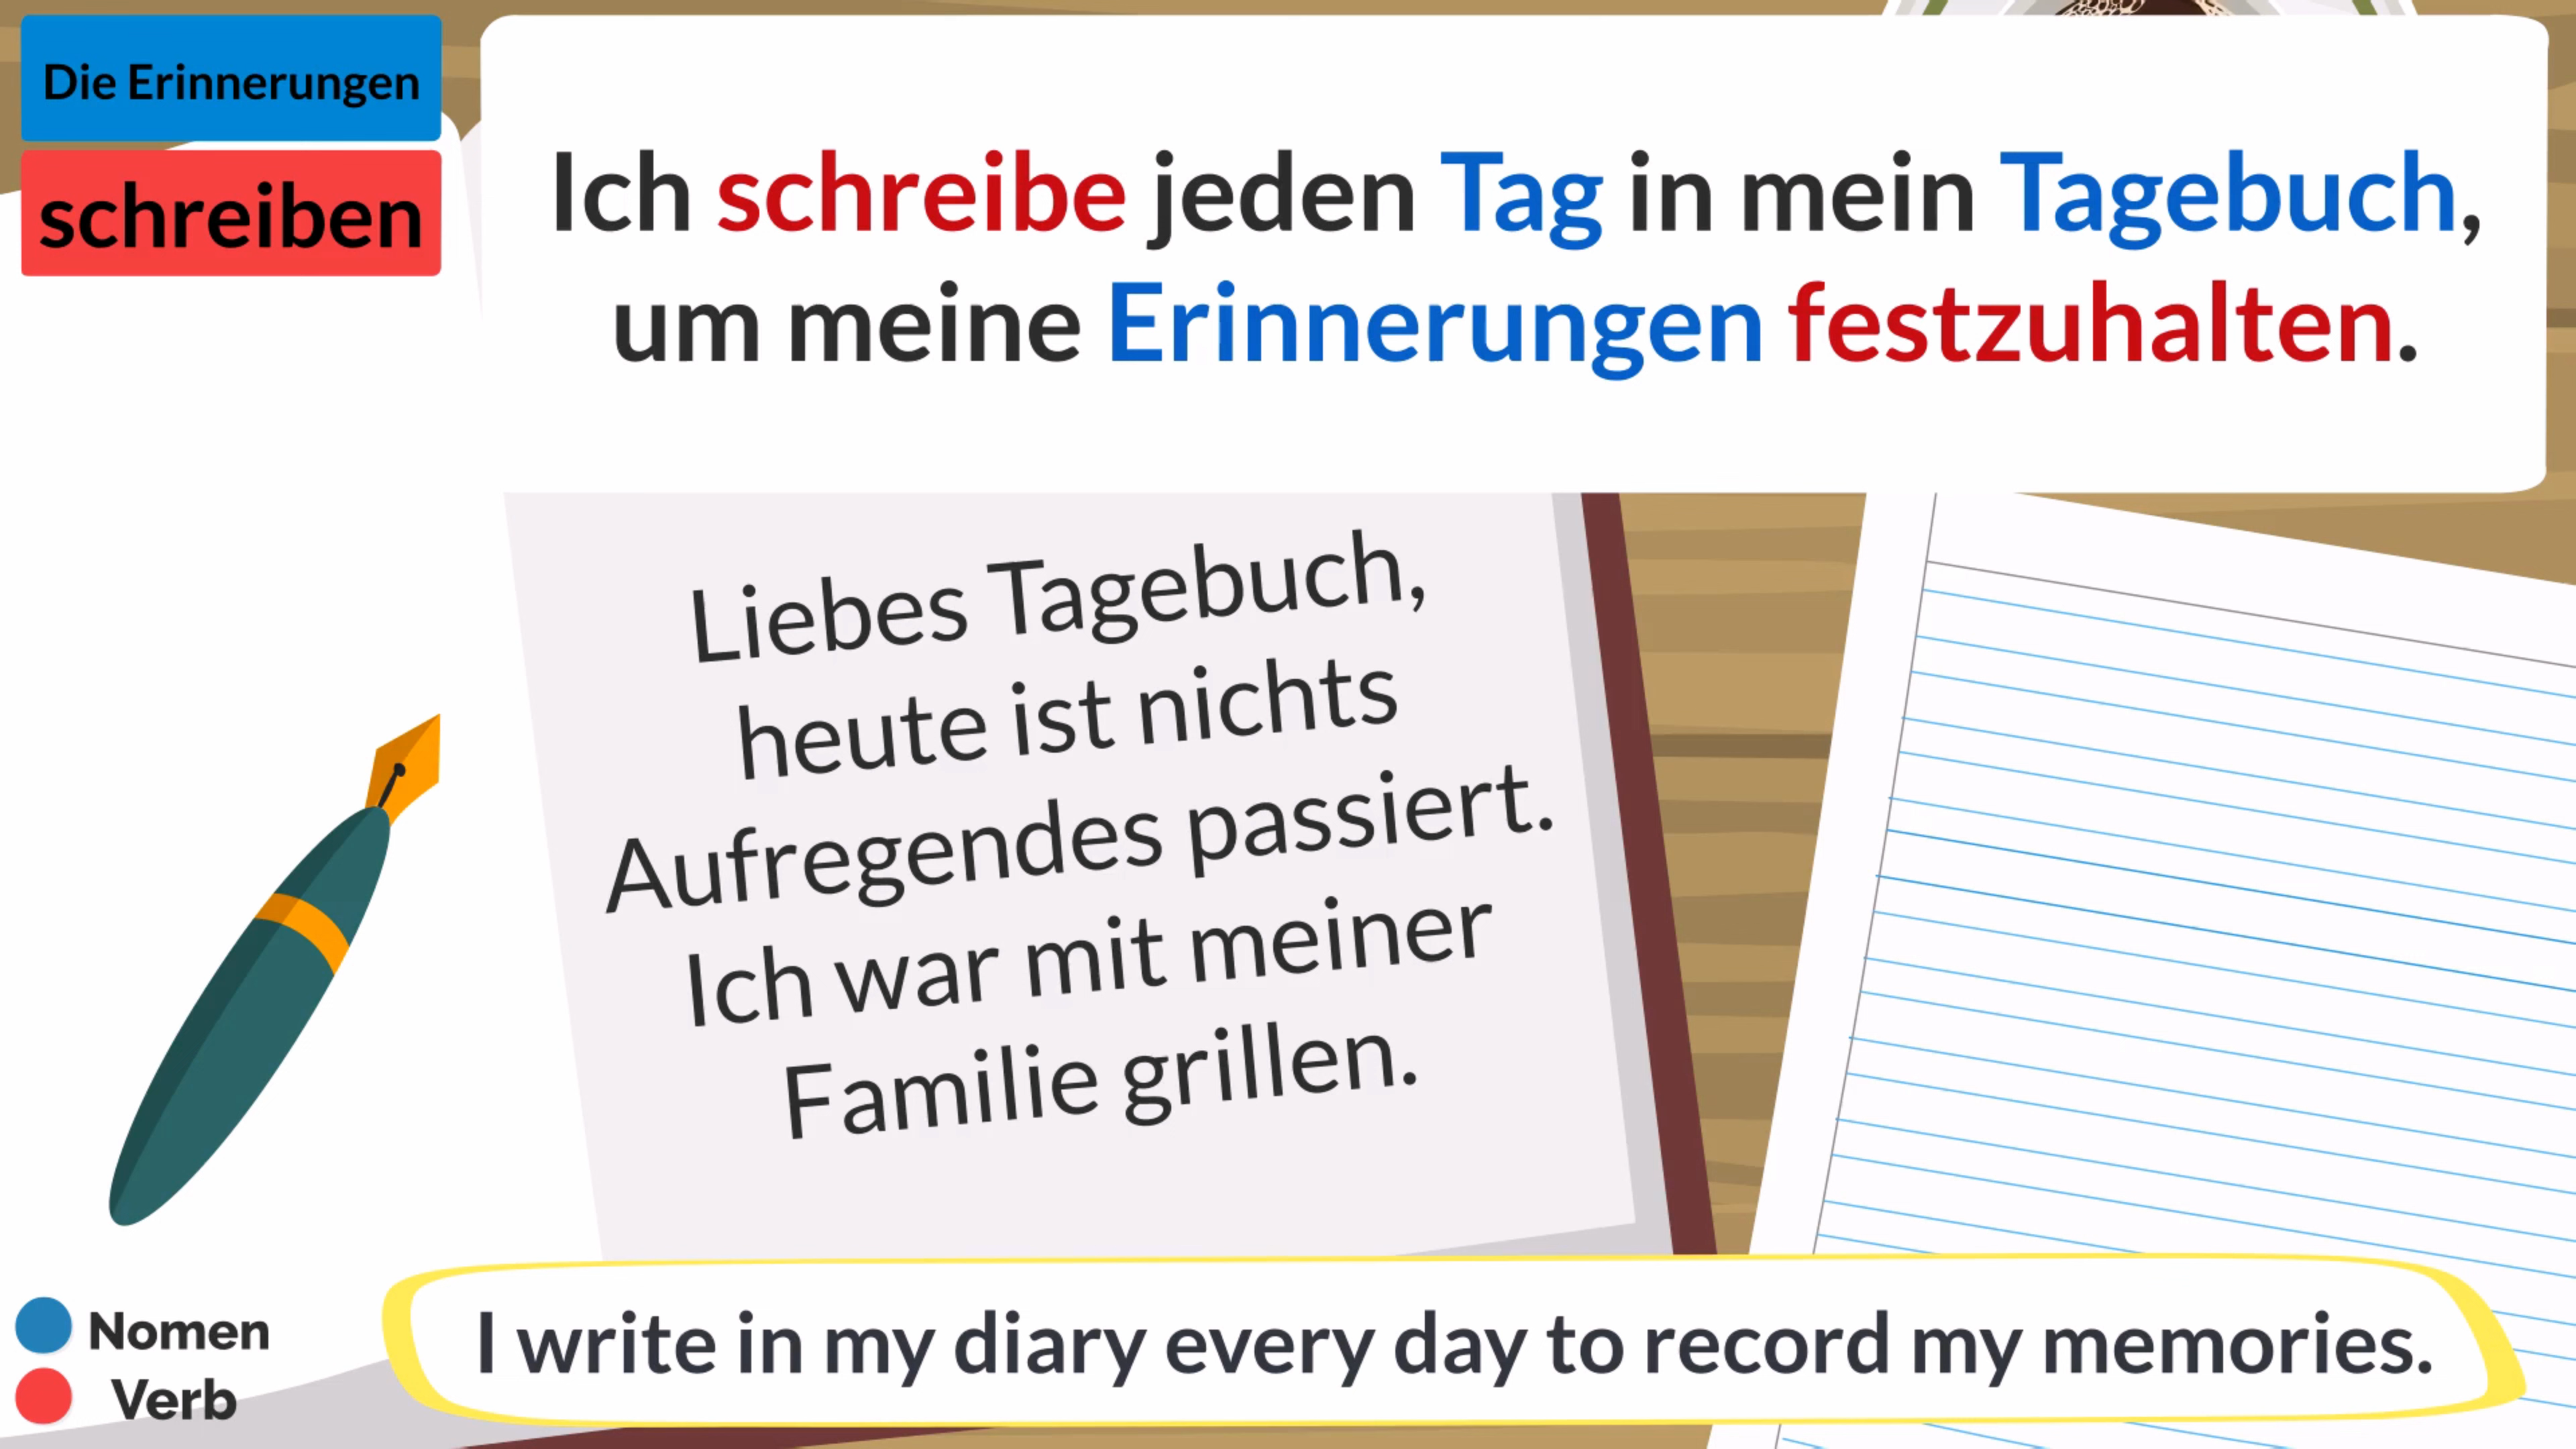 Die Erinnerungen
schreiben
Ich schreibe jeden Tag in mein Tagebuch,
um meine Erinnerungen festzuhalten.
Liebes Tagebuch,
heute ist nichts
Aufregendes passiert.
Ich war mit meiner
Familie grillen.
Nomen
Verb
I write in my diary every day to record my memories.